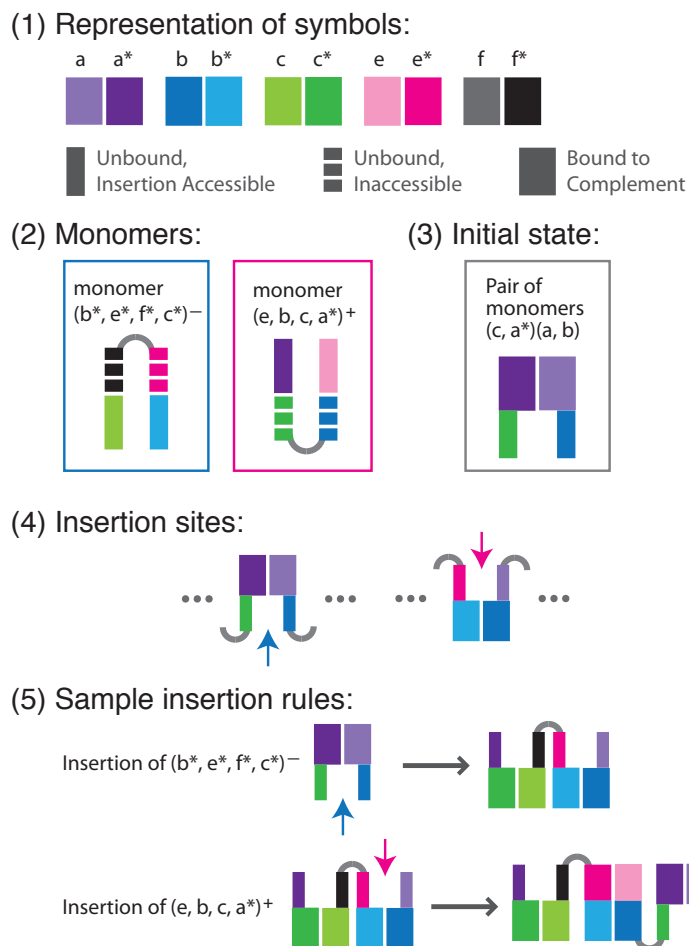 (1) Representation of symbols:
a a* b b* c c* e e* f f*
Unbound,
Insertion Accessible
Unbound,
Inaccessible
Bound to
Complement
(2) Monomers:
(3) Initial state:
monomer
(b*, e*, f*, c*)⁻
monomer
(e, b, c, a*)⁺
Pair of
monomers
(c, a*)(a, b)
(4) Insertion sites:
(5) Sample insertion rules:
Insertion of (b*, e*, f*, c*)⁻
Insertion of (e, b, c, a*)⁺